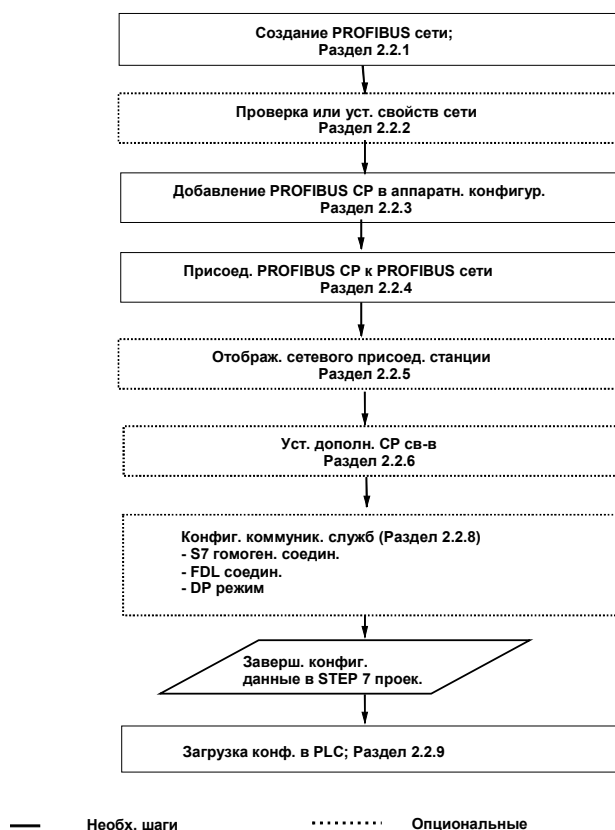 Создание PROFIBUS сети;
Раздел 2.2.1
Проверка или уст. свойств сети
Раздел 2.2.2
Добавление PROFIBUS CP в аппаратн. конфигур.
Раздел 2.2.3
Присоед. PROFIBUS CP к PROFIBUS сети
Раздел 2.2.4
Отображ. сетевого присоед. станции
Раздел 2.2.5
Уст. дополн. CP св-в
Раздел 2.2.6
Конфиг. коммуник. служб (Раздел 2.2.8)
- S7 гомоген. соедин.
- FDL соедин.
- DP режим
Заверш. конфиг.
данные в STEP 7 проек.
Загрузка конф. в PLC; Раздел 2.2.9
Необх. шаги Опциональные